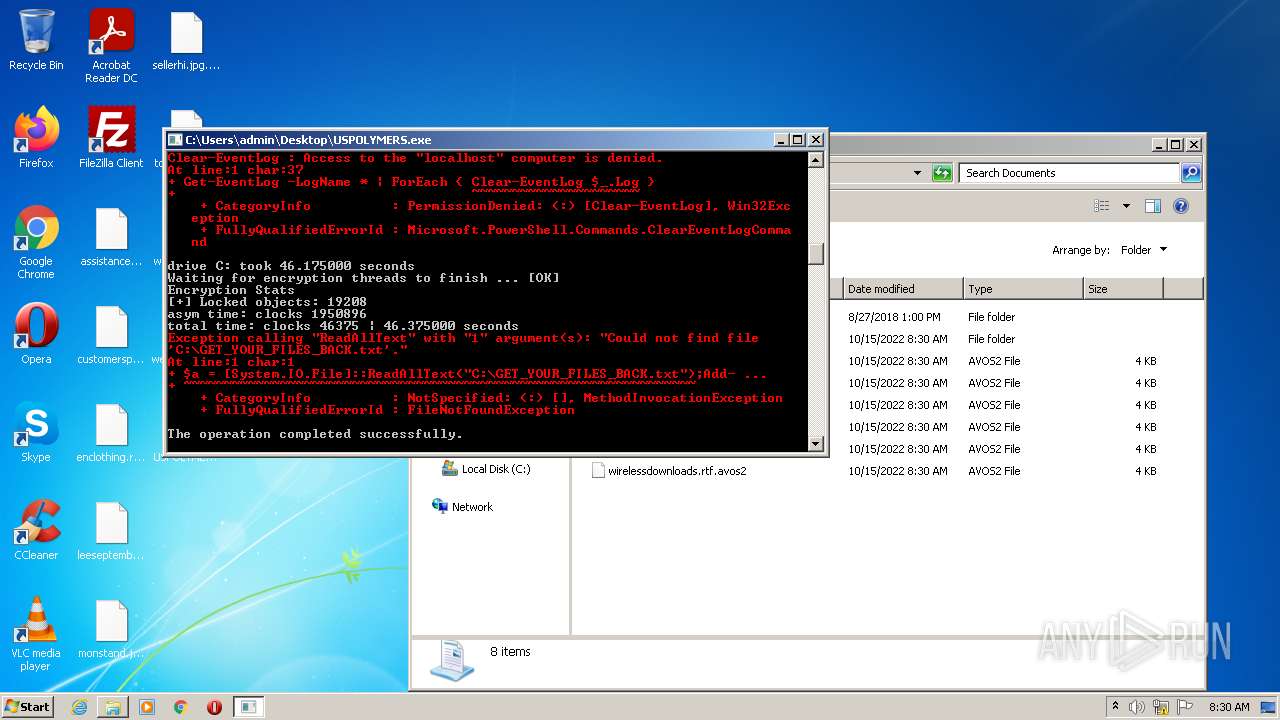 Recycle Bin
Acrobat
Reader DC
sellerhi.jpg....
Firefox
FileZilla Client
Google
Chrome
assistance...
Opera
customersp...
Skype
enclothing.r...
CCleaner
leeseptemb...
VLC media
player
monstand.j...
C:\Users\admin\Desktop\USPOLYMERS.exe
Clear-EventLog : Access to the "localhost" computer is denied.
At line:1 char:37
+ Get-EventLog -LogName * | ForEach { Clear-EventLog $_.Log }
+ ~~~~~~~~~~~~~~~~~~~~~
+ CategoryInfo : PermissionDenied: (:) [Clear-EventLog], Win32Exc
eption
+ FullyQualifiedErrorId : Microsoft.PowerShell.Commands.ClearEventLogComma
nd
drive C: took 46.175000 seconds
Waiting for encryption threads to finish ... [OK]
Encryption Stats
[+] Locked objects: 19208
asym time: clocks 1950896
total time: clocks 46375 | 46.375000 seconds
Exception calling "ReadAllText" with "1" argument(s): "Could not find file
'C:\GET_YOUR_FILES_BACK.txt'."
At line:1 char:1
+ $a = [System.IO.File]::ReadAllText("C:\GET_YOUR_FILES_BACK.txt");Add- ...
+ ~~~~~~~~~~~~~~~~~~~~~~~~~~~~~~~~~~~~~~~~~~~~~~~~~~~~~~~~~~~~~~~~
+ CategoryInfo : NotSpecified: (:) [], MethodInvocationException
+ FullyQualifiedErrorId : FileNotFoundException
The operation completed successfully.
Search Documents
Arrange by: Folder
Date modified Type Size
8/27/2018 1:00 PM File folder
10/15/2022 8:30 AM File folder
10/15/2022 8:30 AM AVOS2 File 4 KB
10/15/2022 8:30 AM AVOS2 File 4 KB
10/15/2022 8:30 AM AVOS2 File 4 KB
10/15/2022 8:30 AM AVOS2 File 4 KB
10/15/2022 8:30 AM AVOS2 File 4 KB
wirelessdownloads.rtf.avos2 10/15/2022 8:30 AM AVOS2 File 4 KB
Local Disk (C:)
Network
8 items
ANY RUN
Start
8:30 AM